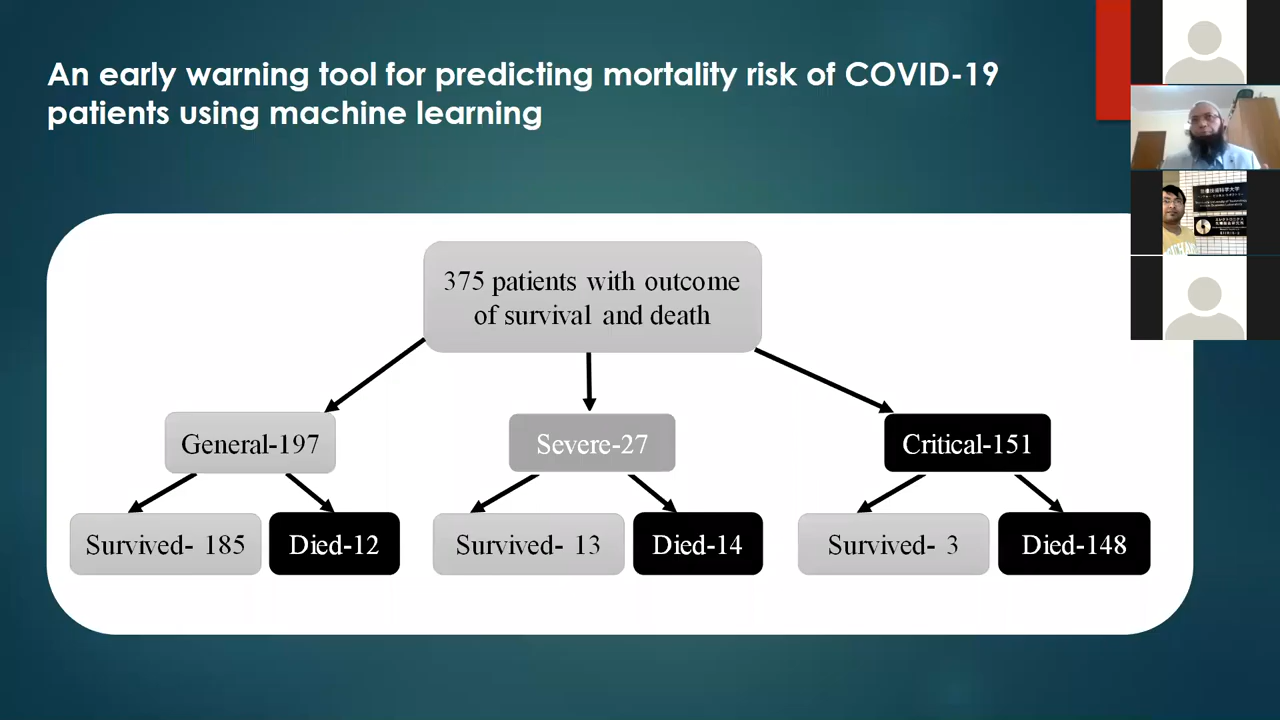 An early warning tool for predicting mortality risk of COVID-19
patients using machine learning
375 patients with outcome
of survival and death
General-197
Severe-27
Critical-151
Survived- 185
Died-12
Survived- 13
Died-14
Survived- 3
Died-148